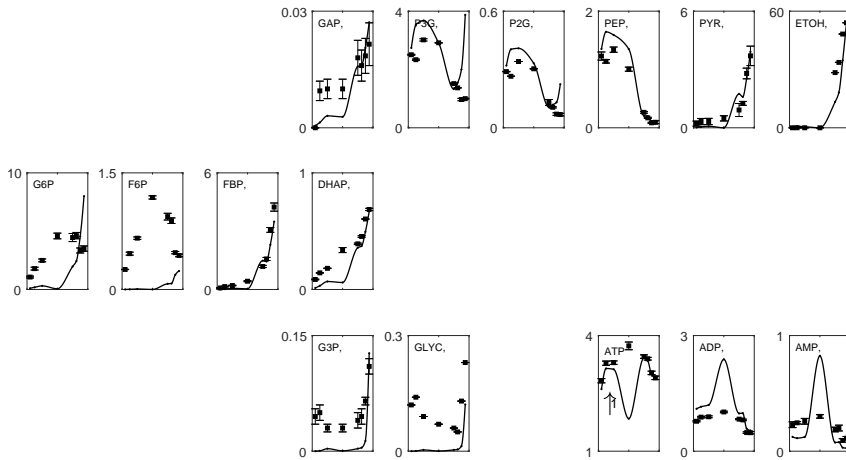 0.03
GAP,
0
4
P3G,
0
0.6
P2G,
0
2
PEP,
0
6
PYR,
0
60
ETOH,
0
10
G6P
0
1.5
F6P
0
6
FBP,
0
1
DHAP,
0
0.15
G3P,
0
0.3
GLYC,
0
4
ATP
1
3
ADP,
0
1
AMP,
0